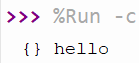 >>> %Run -c
{} hello